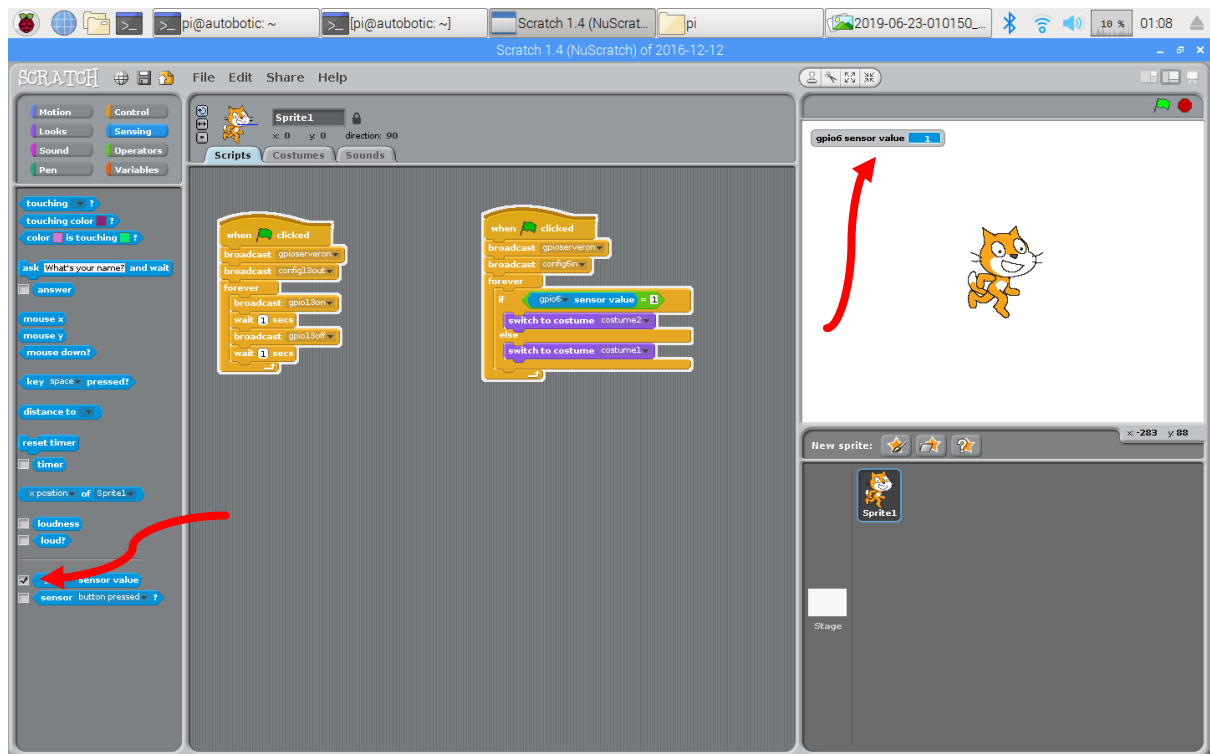 pi@autobotic: ~
[pi@autobotic: ~]
Scratch 1.4 (NuScrat...
pi
2019-06-23-010150_...
10 %
01:08
Scratch 1.4 (NuScratch) of 2016-12-12
SCRATCH
File Edit Share Help
Motion Control
Looks Sensing
Sound Operators
Pen Variables
touching ?
touching color ?
color is touching ?
ask What's your name? and wait
answer
mouse x
mouse y
mouse down?
key space pressed?
distance to
reset timer
timer
x position of Sprite1
loudness
loud?
sensor value
sensor button pressed ?
Sprite1
x: 0 y: 0 direction: 90
Scripts Costumes Sounds
when clicked
broadcast gpioserveron
broadcast config13out
forever
broadcast gpio13on
wait 1 secs
broadcast gpio13off
wait 1 secs
when clicked
broadcast gpioserveron
broadcast config6in
forever
if gpio6 sensor value = 1
switch to costume costume2
else
switch to costume costume1
gpio6 sensor value 1
x: -283 y: 88
New sprite:
Sprite1
Stage